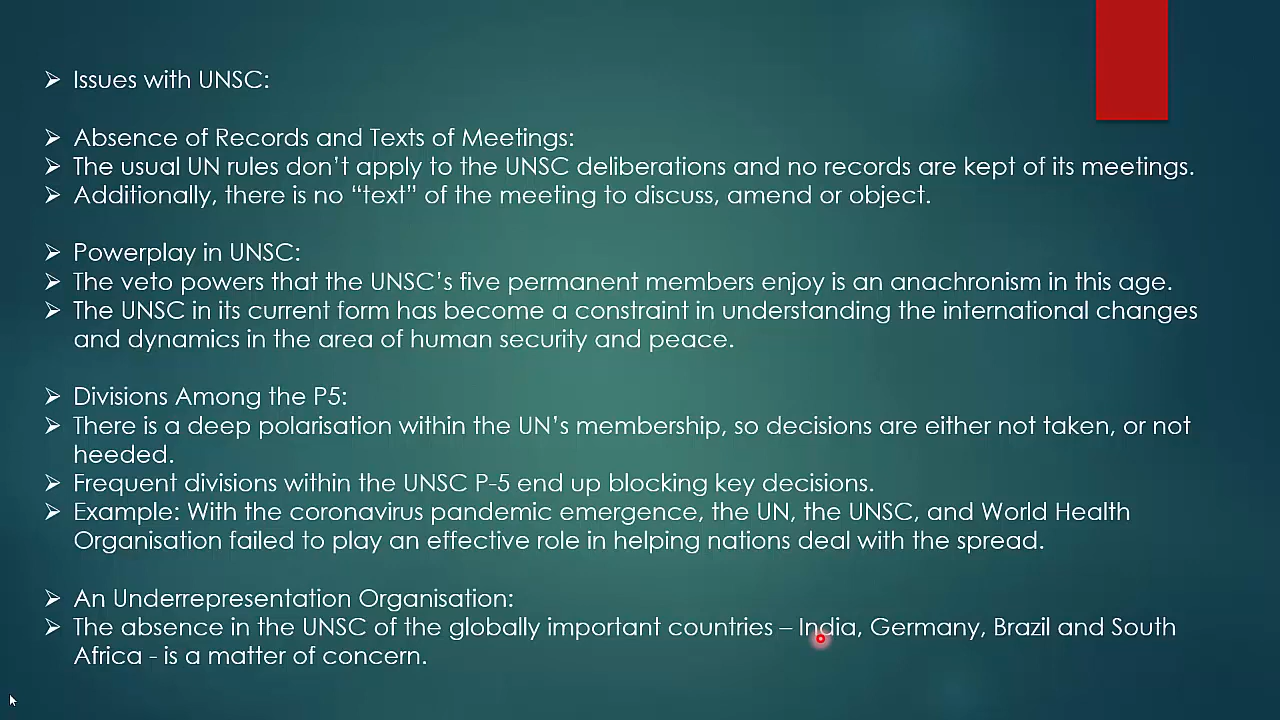 Issues with UNSC:
Absence of Records and Texts of Meetings:
The usual UN rules don’t apply to the UNSC deliberations and no records are kept of its meetings.
Additionally, there is no “text” of the meeting to discuss, amend or object.
Powerplay in UNSC:
The veto powers that the UNSC’s five permanent members enjoy is an anachronism in this age.
The UNSC in its current form has become a constraint in understanding the international changes
and dynamics in the area of human security and peace.
Divisions Among the P5:
There is a deep polarisation within the UN’s membership, so decisions are either not taken, or not
heeded.
Frequent divisions within the UNSC P-5 end up blocking key decisions.
Example: With the coronavirus pandemic emergence, the UN, the UNSC, and World Health
Organisation failed to play an effective role in helping nations deal with the spread.
An Underrepresentation Organisation:
The absence in the UNSC of the globally important countries – India, Germany, Brazil and South
Africa - is a matter of concern.